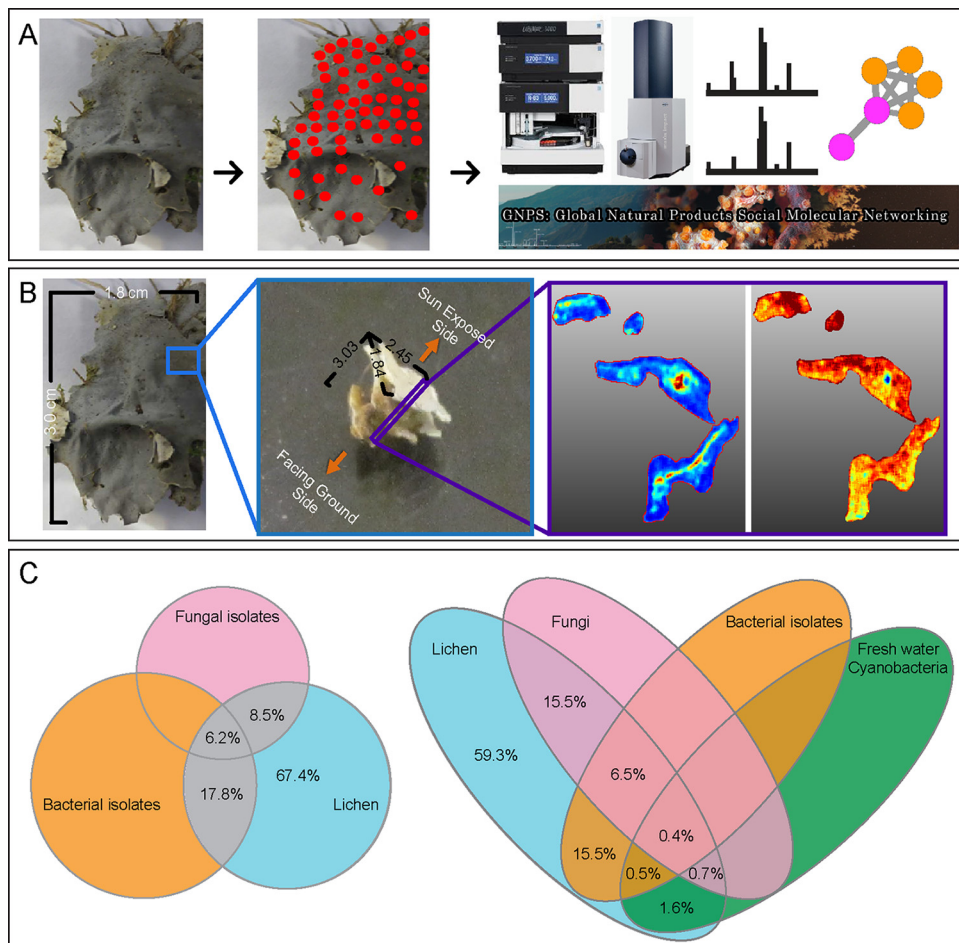 A
GNPS: Global Natural Products Social Molecular Networking
B
1.8 cm
3.0 cm
Sun Exposed
Side
3.03
1.84
2.45
Facing Ground
Side
C
Fungal isolates
8.5%
6.2%
67.4%
Bacterial isolates
17.8%
Lichen
Fungi
Bacterial isolates
Lichen
Fresh water
Cyanobacteria
15.5%
59.3%
6.5%
0.4%
15.5%
0.5%
0.7%
1.6%